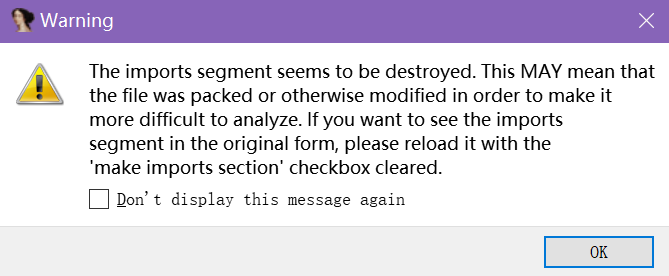 Warning
The imports segment seems to be destroyed. This MAY mean that
the file was packed or otherwise modified in order to make it
more difficult to analyze. If you want to see the imports
segment in the original form, please reload it with the
'make imports section' checkbox cleared.
Don't display this message again
OK